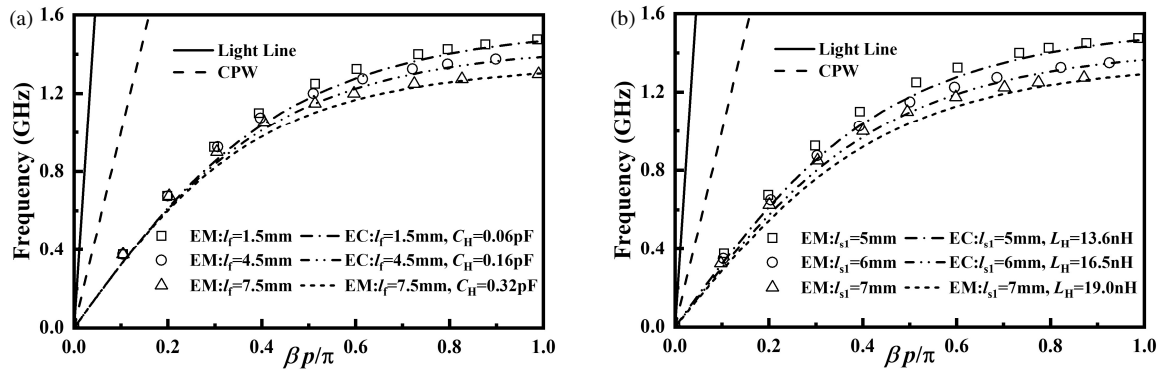 (a)
Frequency (GHz)
1.6
1.2
0.8
0.4
0.0
Light Line
CPW
EM:lf=1.5mm EC:lf=1.5mm, CH=0.06pF
EM:lf=4.5mm EC:lf=4.5mm, CH=0.16pF
EM:lf=7.5mm EM:lf=7.5mm, CH=0.32pF
0.0 0.2 0.4 0.6 0.8 1.0
βp/π
(b)
Frequency (GHz)
1.6
1.2
0.8
0.4
0.0
Light Line
CPW
EM:ls1=5mm EC:ls1=5mm, LH=13.6nH
EM:ls1=6mm EC:ls1=6mm, LH=16.5nH
EM:ls1=7mm EM:ls1=7mm, LH=19.0nH
0.0 0.2 0.4 0.6 0.8 1.0
βp/π